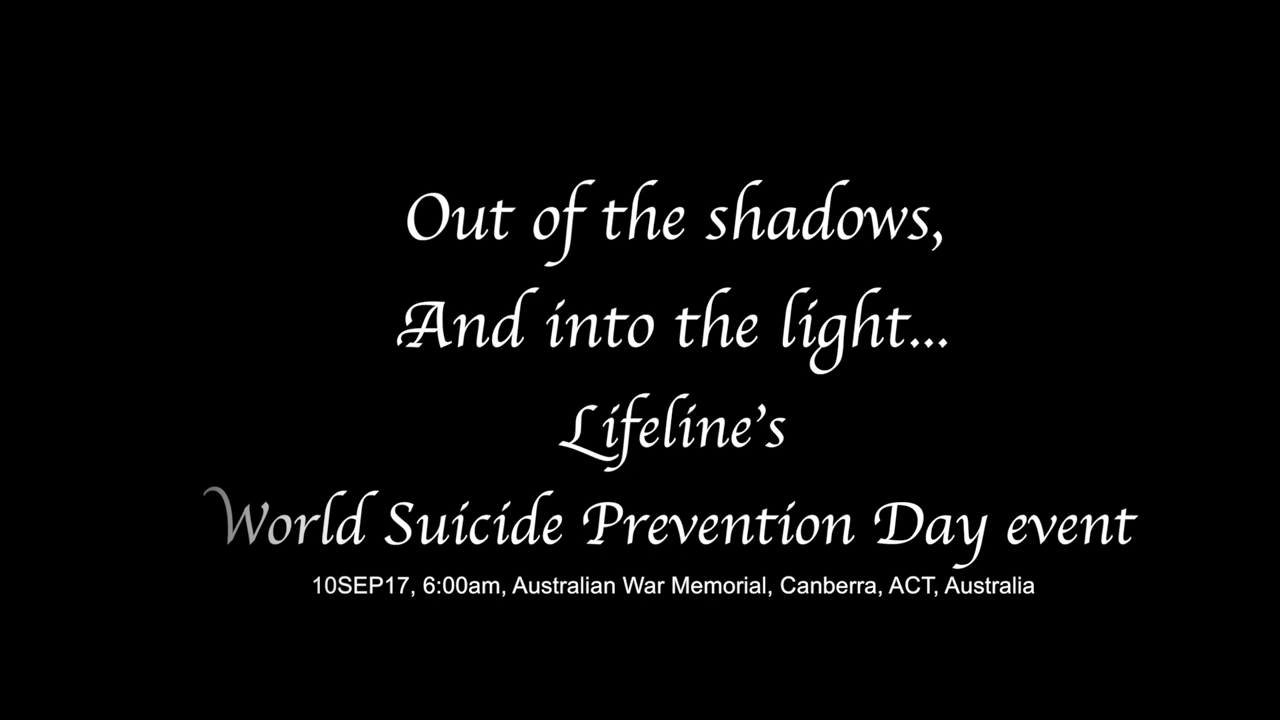 Out of the shadows,
And into the light...
Lifeline's
World Suicide Prevention Day event
10SEP17, 6:00am, Australian War Memorial, Canberra, ACT, Australia